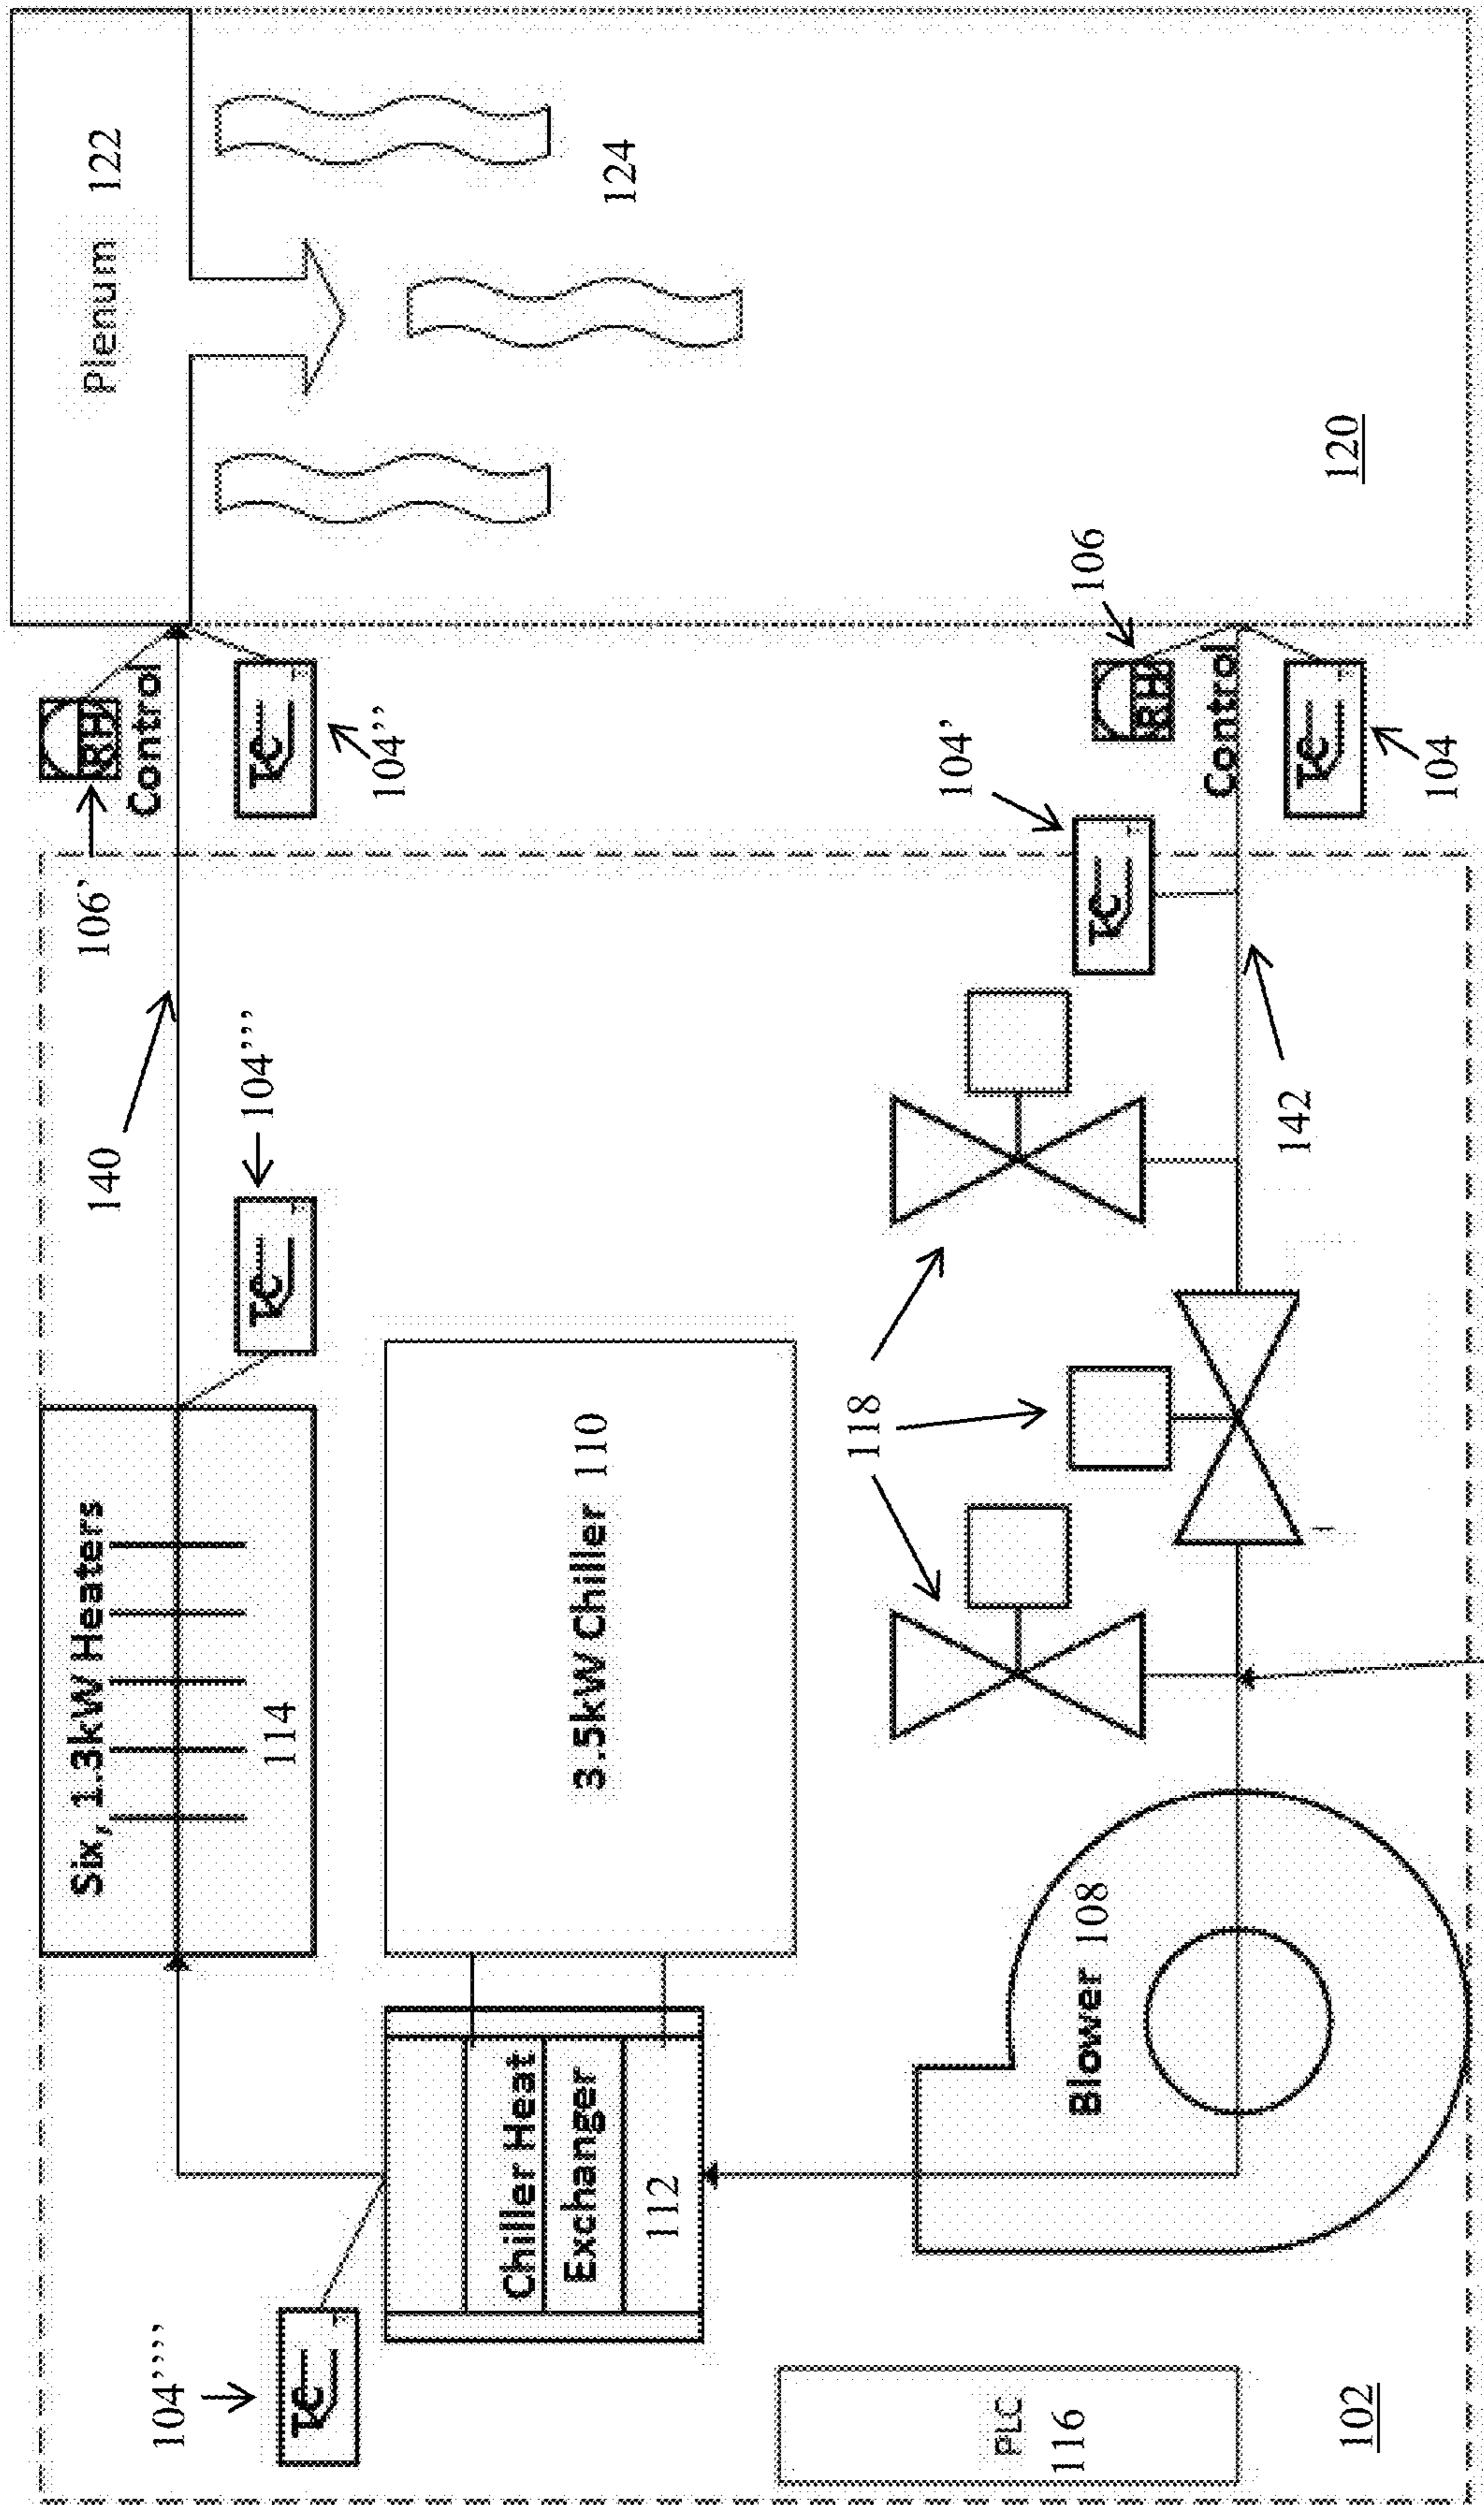 Six, 1.3kW Heaters
140
106'
RH
Plenum 122
Control
104''''
104'''
TC
TC
114
TC
104''
Chiller Heat
Exchanger
112
3.5kW Chiller 110
124
118
104'
PLC
116
Blower 108
TC
106
RH
Control
142
TC
104
102
120